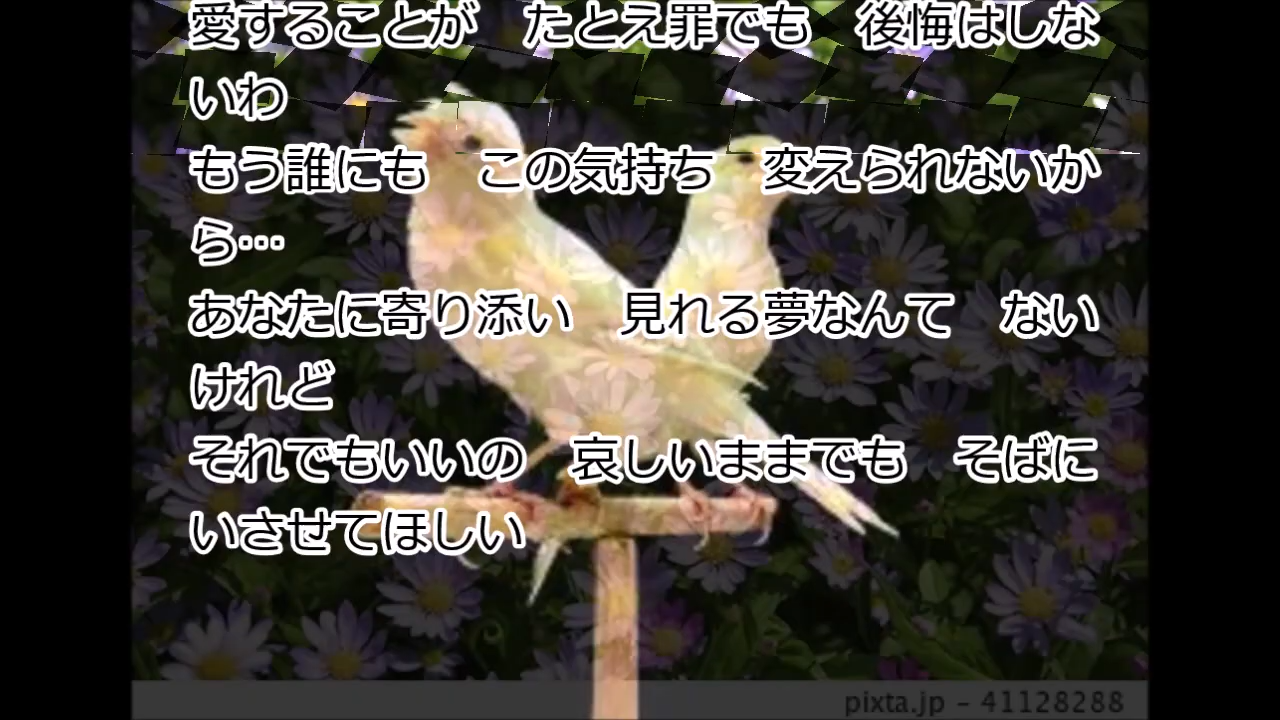 愛することが　たとえ罪でも　後悔はしな
いわ
もう誰にも　この気持ち　変えられないか
ら…
あなたに寄り添い　見れる夢なんて　ない
けれど
それでもいいの　哀しいままでも　そばに
いさせてほしい
pixta.jp - 41128288